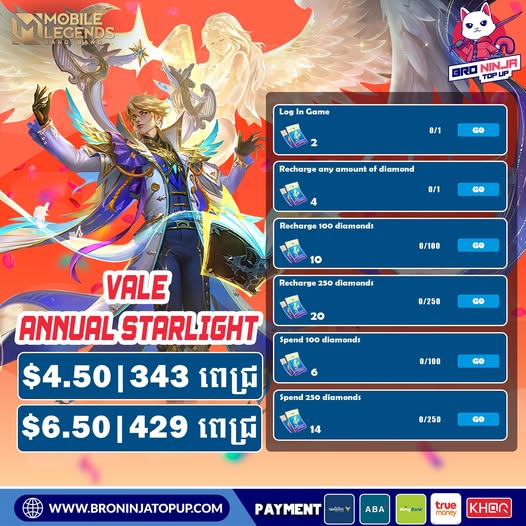 MOBILE
LEGENDS
BANG BANG
BRO NINJA
TOP UP
Log In Game
2
0/1
GO
Recharge any amount of diamond
4
0/1
GO
Recharge 100 diamonds
10
0/100
GO
Recharge 250 diamonds
20
0/250
GO
Spend 100 diamonds
6
0/100
GO
Spend 250 diamonds
14
0/250
GO
VALE
ANNUAL STARLIGHT
$4.50|343 ពេជ្រ
$6.50|429 ពេជ្រ
WWW.BRONINJATOPUP.COM
PAYMENT
ABA
Wing Bank
true
money
KHQR